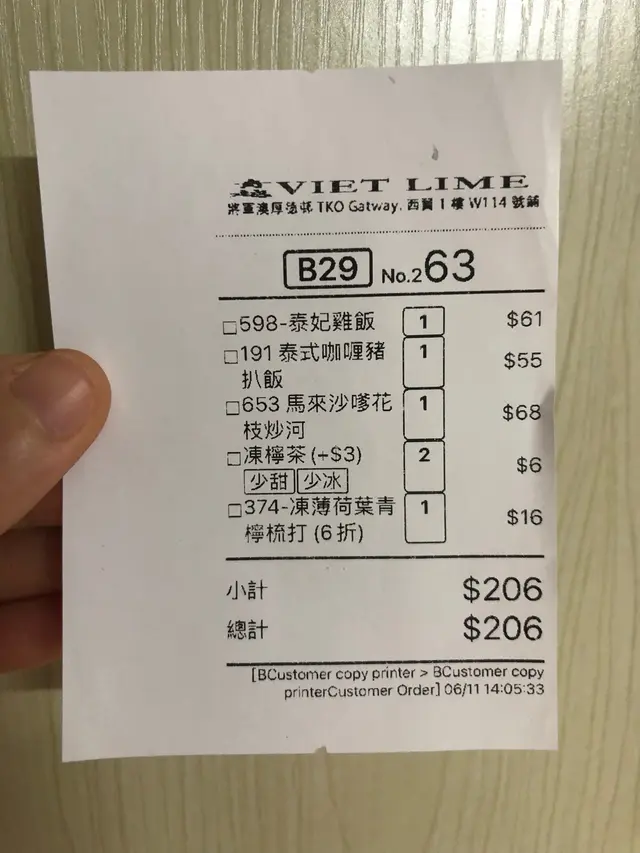 VIET LIME
將軍澳厚德邨 TKO Gatway, 西翼 1 樓 W114 號舖
B29 No.263
□598-泰妃雞飯 1 $61
□191 泰式咖喱豬 1 $55
扒飯
□653 馬來沙嗲花 1 $68
枝炒河
□凍檸茶 (+$3) 2 $6
少甜 少冰
□374-凍薄荷葉青 1 $16
檸梳打 (6 折)
小計 $206
總計 $206
[BCustomer copy printer > BCustomer copy
printerCustomer Order] 06/11 14:05:33